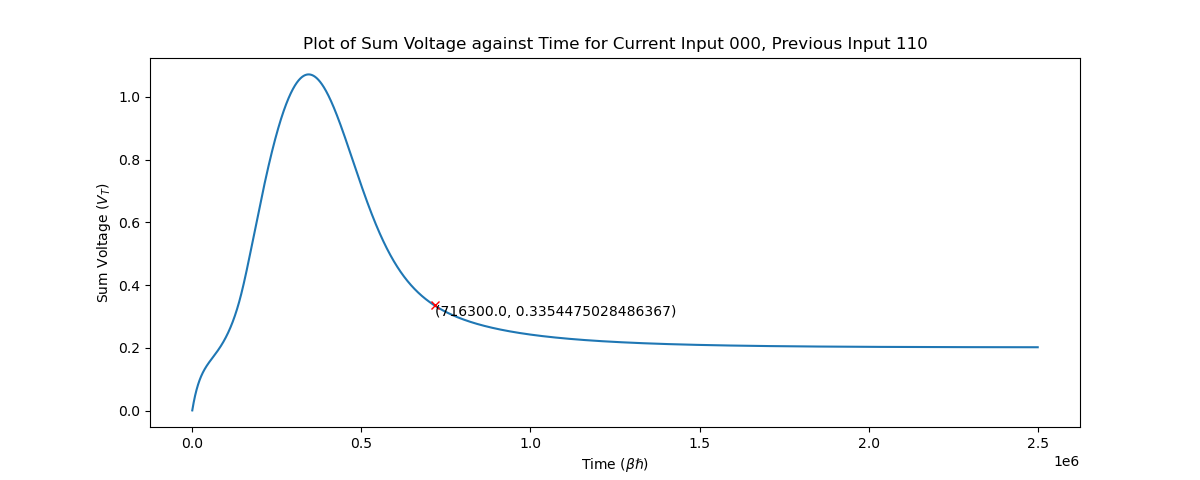 Plot of Sum Voltage against Time for Current Input 000, Previous Input 110
Sum Voltage (V_T)
1.0
0.8
0.6
0.4
0.2
0.0
(716300.0, 0.3354475028486367)
0.0 0.5 1.0 1.5 2.0 2.5
1e6
Time (βħ)